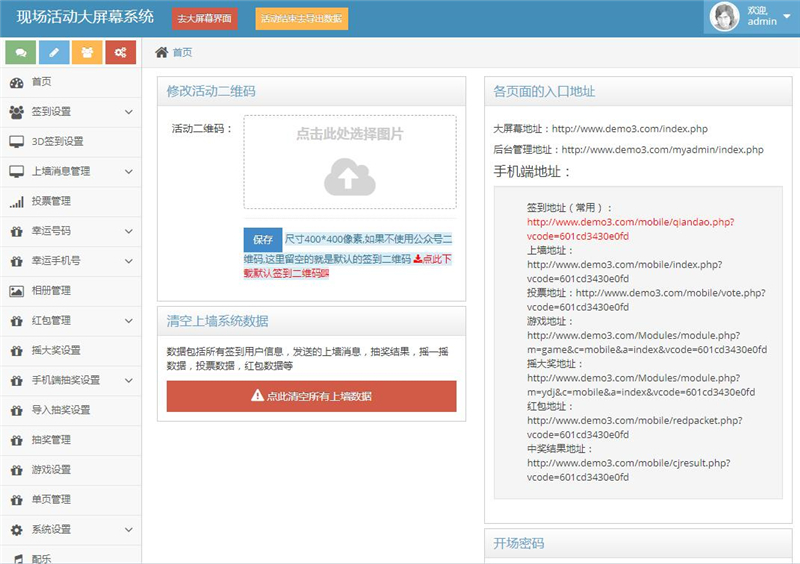 现场活动大屏幕系统
去大屏幕界面
活动结束去导出数据
欢迎,
admin
首页
首页
签到设置
3D签到设置
上墙消息管理
投票管理
幸运号码
幸运手机号
相册管理
红包管理
摇大奖设置
手机端抽奖设置
导入抽奖设置
抽奖管理
游戏设置
单页管理
系统设置
配乐
修改活动二维码
活动二维码：
点击此处选择图片
保存
尺寸400*400像素,如果不使用公众号二
维码,这里留空的就是默认的签到二维码 点此下
载默认签到二维码
清空上墙系统数据
数据包括所有签到用户信息，发送的上墙消息，抽奖结果，摇一摇
数据，投票数据，红包数据等
点此清空所有上墙数据
各页面的入口地址
大屏幕地址：http://www.demo3.com/index.php
后台管理地址：http://www.demo3.com/myadmin/index.php
手机端地址：
签到地址（常用）：
http://www.demo3.com/mobile/qiandao.php?
vcode=601cd3430e0fd
上墙地址：
http://www.demo3.com/mobile/index.php?
vcode=601cd3430e0fd
投票地址：http://www.demo3.com/mobile/vote.php?
vcode=601cd3430e0fd
游戏地址：
http://www.demo3.com/Modules/module.php?
m=game&c=mobile&a=index&vcode=601cd3430e0fd
摇大奖地址：
http://www.demo3.com/Modules/module.php?
m=ydj&c=mobile&a=index&vcode=601cd3430e0fd
红包地址：
http://www.demo3.com/mobile/redpacket.php?
vcode=601cd3430e0fd
中奖结果地址：
http://www.demo3.com/mobile/cjresult.php?
vcode=601cd3430e0fd
开场密码